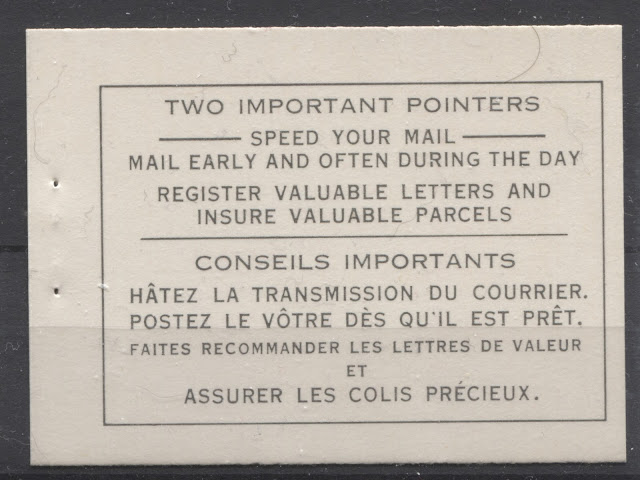 TWO IMPORTANT POINTERS
SPEED YOUR MAIL
MAIL EARLY AND OFTEN DURING THE DAY
REGISTER VALUABLE LETTERS AND
INSURE VALUABLE PARCELS
CONSEILS IMPORTANTS
HÂTEZ LA TRANSMISSION DU COURRIER.
POSTEZ LE VÔTRE DÈS QU'IL EST PRÊT.
FAITES RECOMMANDER LES LETTRES DE VALEUR
ET
ASSURER LES COLIS PRÉCIEUX.